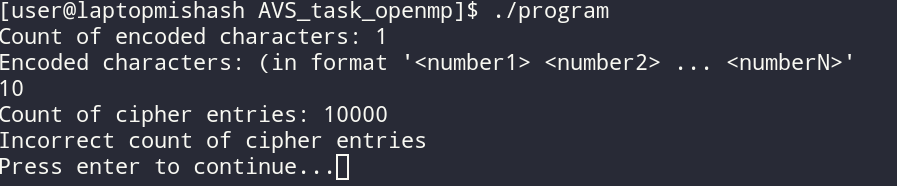 [user@laptopmishash AVS_task_openmp]$ ./program
Count of encoded characters: 1
Encoded characters: (in format '<number1> <number2> ... <numberN>'
10
Count of cipher entries: 10000
Incorrect count of cipher entries
Press enter to continue...